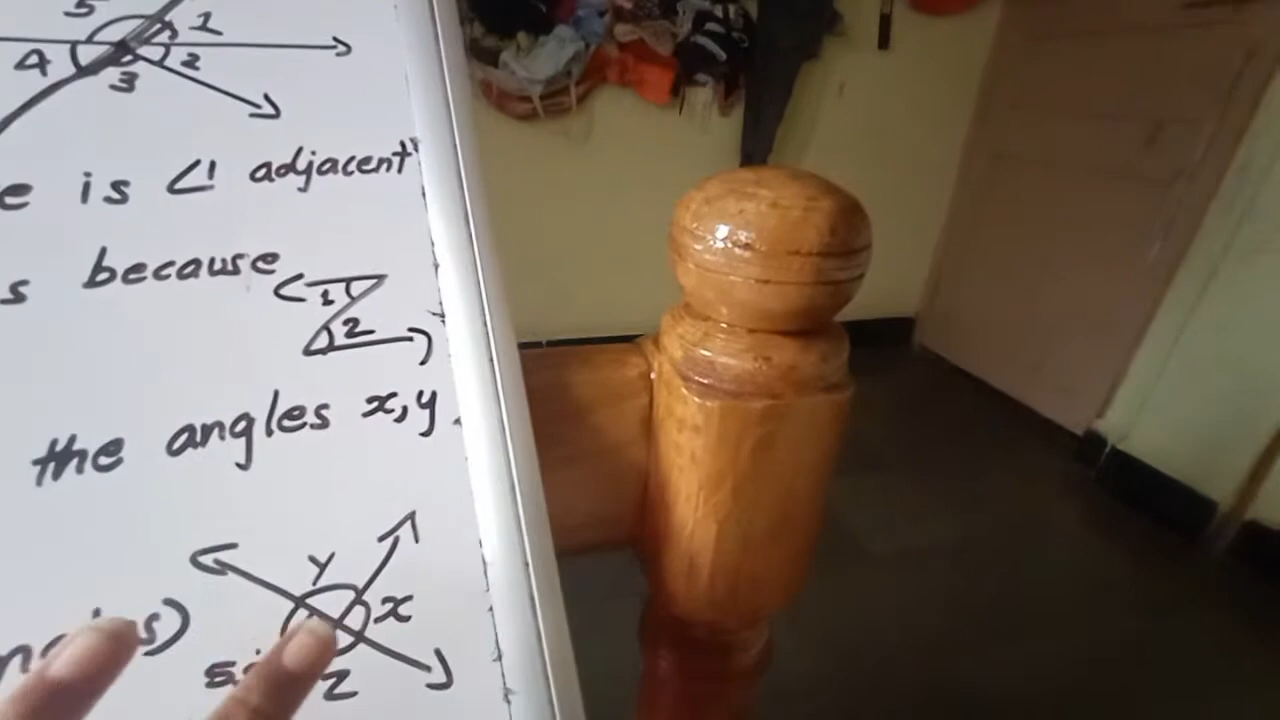 5 1
4 3 2
e is ∠1 adjacent
s because
1
2
the angles x, y
y
x
z